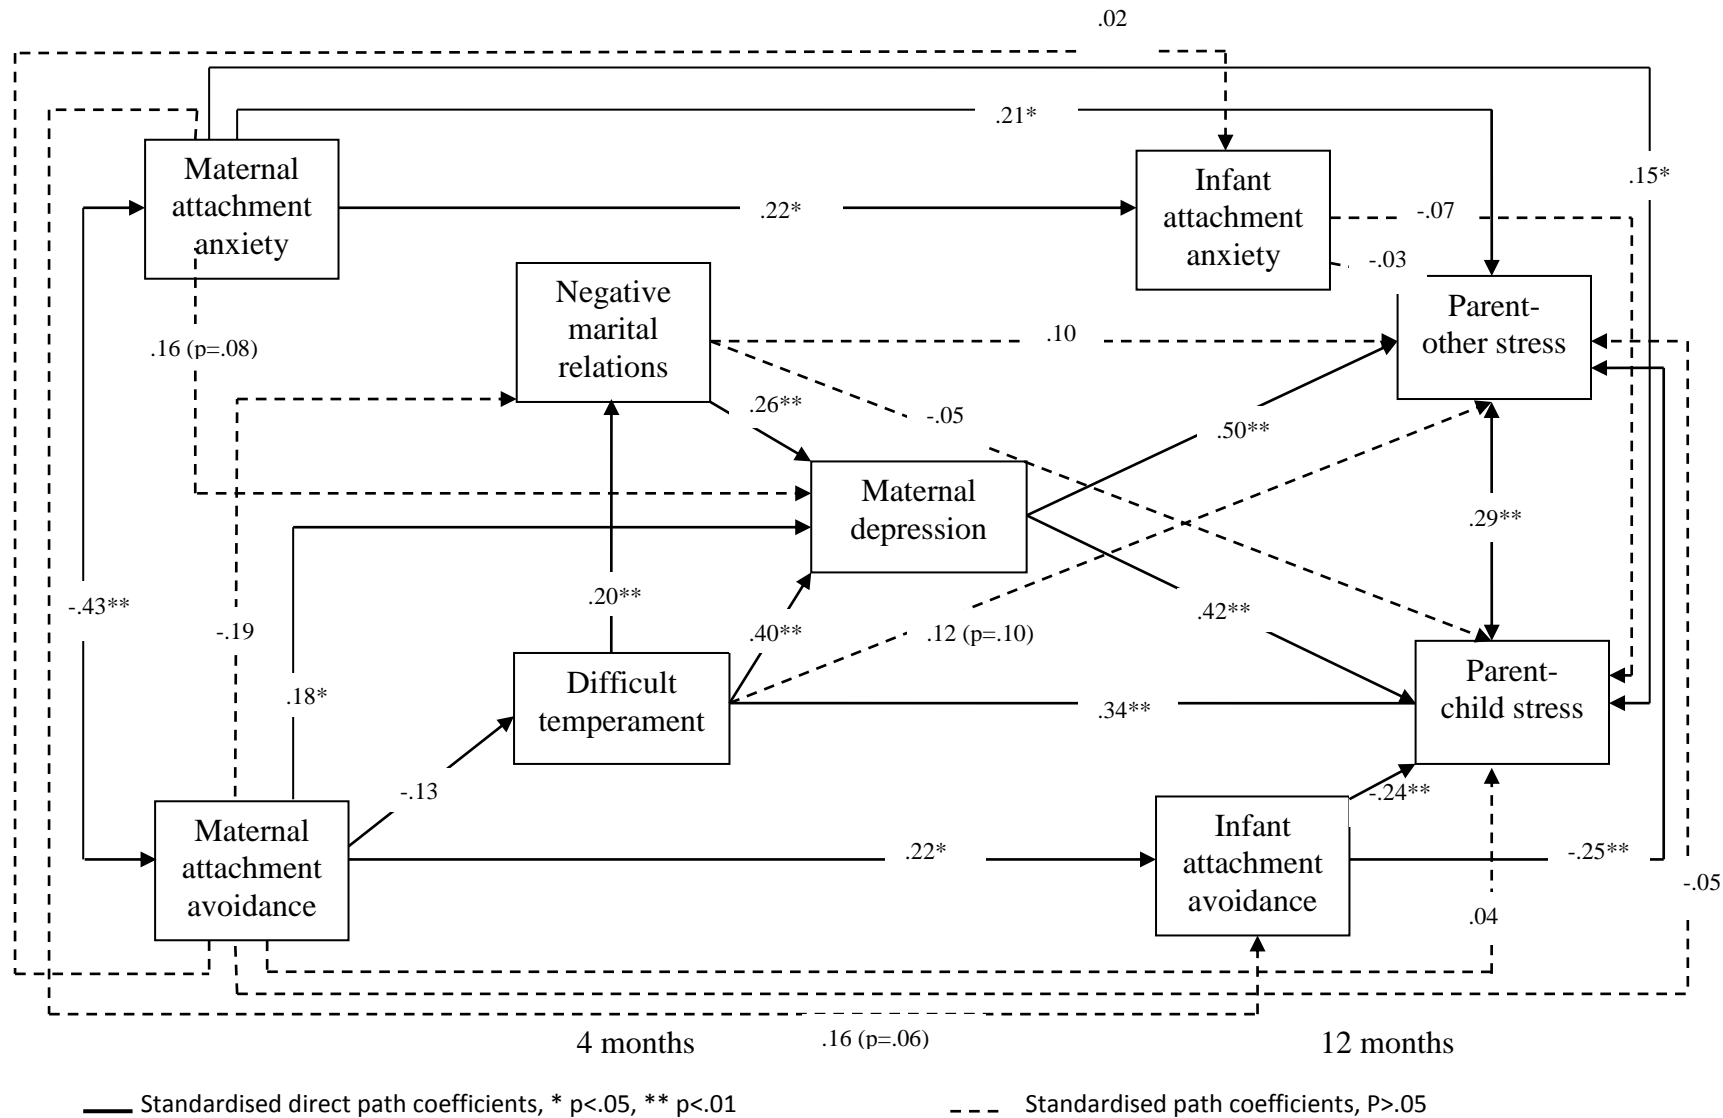 .02
.21*
Maternal
attachment
anxiety
.22*
Infant
attachment
anxiety
.15*
-.07
-.03
Negative
marital
relations
Parent-
other stress
.16 (p=.08)
.10
.26**
-.05
.50**
Maternal
depression
.29**
-.43**
-.19
.20**
.40**
.12 (p=.10)
.42**
Difficult
temperament
Parent-
child stress
.18*
.34**
-.13
-.24**
Maternal
attachment
avoidance
.22*
Infant
attachment
avoidance
-.25**
-.05
.04
4 months
.16 (p=.06)
12 months
Standardised direct path coefficients, * p<.05, ** p<.01
Standardised path coefficients, P>.05